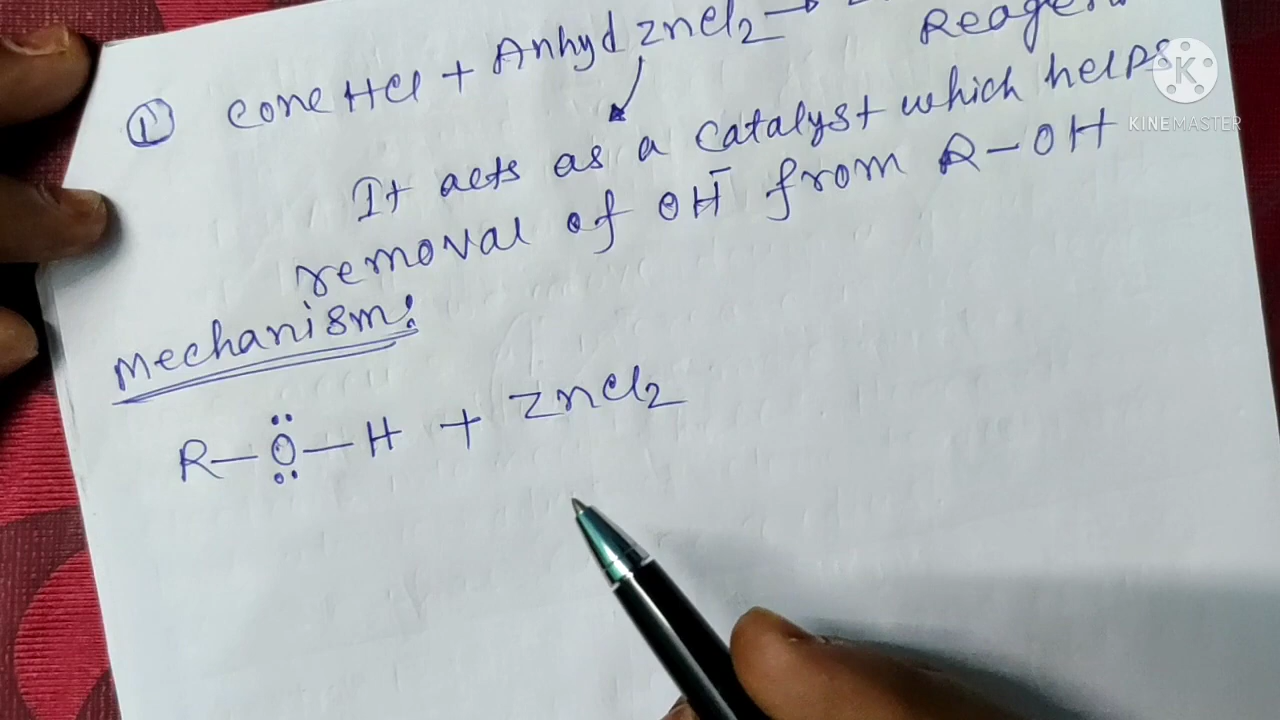 ① Conc HCl + Anhyd ZnCl₂ →
Reagen
It acts as a catalyst which helps
removal of OH⁻ from R-OH
Mechanism:
R-Ö-H + ZnCl₂
K
KINEMASTER